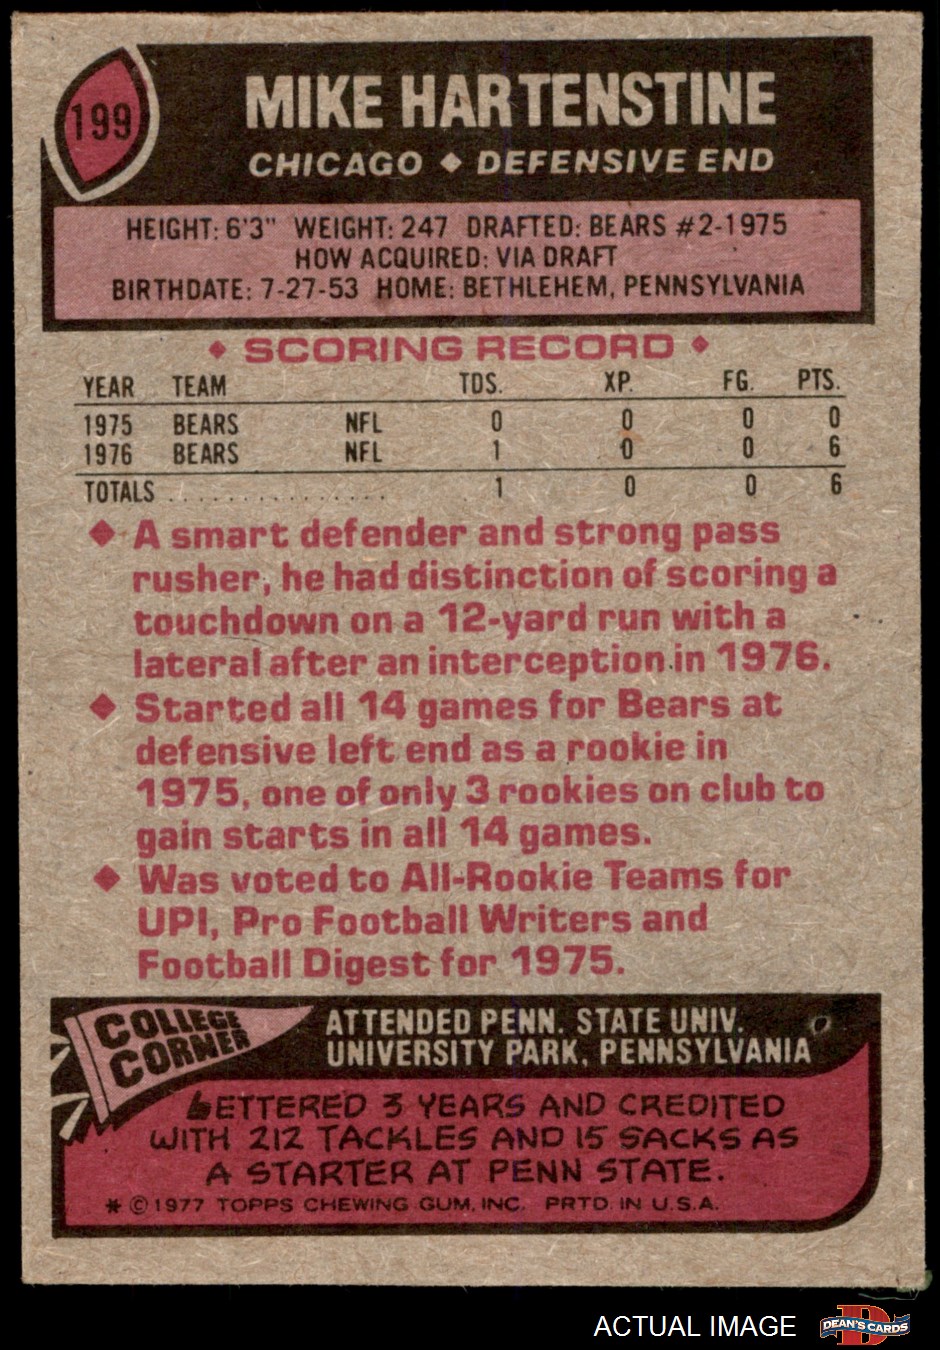 199
MIKE HARTENSTINE
CHICAGO ♦ DEFENSIVE END
HEIGHT: 6'3" WEIGHT: 247 DRAFTED: BEARS #2-1975
HOW ACQUIRED: VIA DRAFT
BIRTHDATE: 7-27-53 HOME: BETHLEHEM, PENNSYLVANIA
♦ SCORING RECORD ♦
YEAR TEAM TDS. XP. FG. PTS.
1975 BEARS NFL 0 0 0 0
1976 BEARS NFL 1 0 0 6
TOTALS . . . . . . . . . . . . . . . . 1 0 0 6
♦ A smart defender and strong pass
rusher, he had distinction of scoring a
touchdown on a 12-yard run with a
lateral after an interception in 1976.
♦ Started all 14 games for Bears at
defensive left end as a rookie in
1975, one of only 3 rookies on club to
gain starts in all 14 games.
♦ Was voted to All-Rookie Teams for
UPI, Pro Football Writers and
Football Digest for 1975.
COLLEGE
CORNER
ATTENDED PENN. STATE UNIV.
UNIVERSITY PARK, PENNSYLVANIA
LETTERED 3 YEARS AND CREDITED
WITH 212 TACKLES AND 15 SACKS AS
A STARTER AT PENN STATE.
* © 1977 TOPPS CHEWING GUM, INC. PRTD. IN U.S.A.
ACTUAL IMAGE
D
DEAN'S CARDS